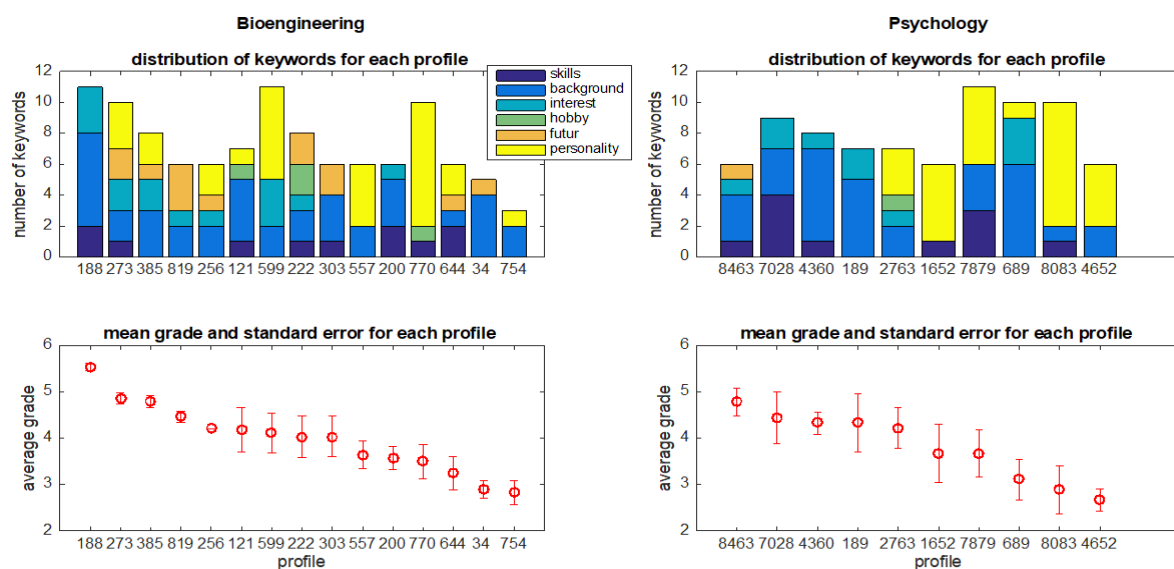 Bioengineering
distribution of keywords for each profile
number of keywords
12
10
8
6
4
2
0
188 273 385 819 256 121 599 222 303 557 200 770 644 34 754
skills
background
interest
hobby
futur
personality
mean grade and standard error for each profile
average grade
6
5
4
3
2
188 273 385 819 256 121 599 222 303 557 200 770 644 34 754
profile
Psychology
distribution of keywords for each profile
number of keywords
12
10
8
6
4
2
0
8463 7028 4360 189 2763 1652 7879 689 8083 4652
mean grade and standard error for each profile
average grade
6
5
4
3
2
8463 7028 4360 189 2763 1652 7879 689 8083 4652
profile